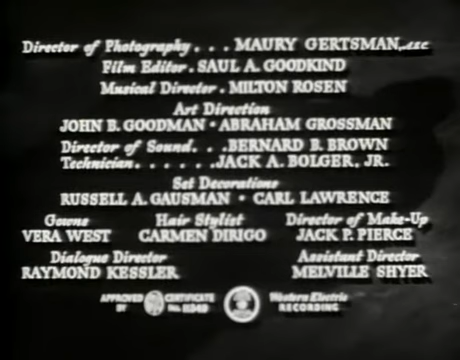 Director of Photography . . . MAURY GERTSMAN, A.S.C.
Film Editor . SAUL A. GOODKIND
Musical Director . MILTON ROSEN
Art Direction
JOHN B. GOODMAN • ABRAHAM GROSSMAN
Director of Sound . . . BERNARD B. BROWN
Technician . . . . . . JACK A. BOLGER, JR.
Set Decorations
RUSSELL A. GAUSMAN • CARL LAWRENCE
Gowns Hair Stylist Director of Make-Up
VERA WEST CARMEN DIRIGO JACK P. PIERCE
Dialogue Director Assistant Director
RAYMOND KESSLER MELVILLE SHYER
APPROVED CERTIFICATE Western Electric
BY No. RECORDING